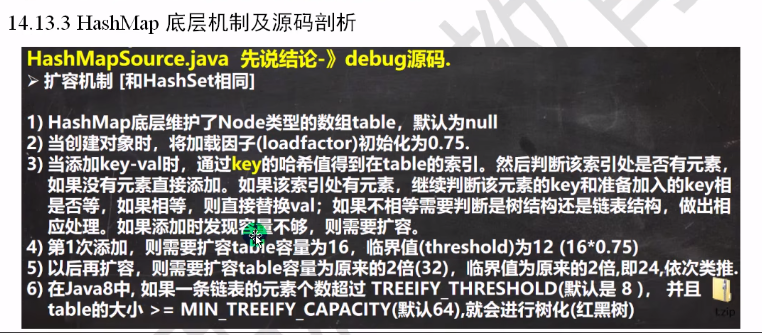 14.13.3 HashMap 底层机制及源码剖析
HashMapSource.java 先说结论-》debug源码.
➢ 扩容机制 [和HashSet相同]
1) HashMap底层维护了Node类型的数组table，默认为null
2) 当创建对象时，将加载因子(loadfactor)初始化为0.75.
3) 当添加key-val时，通过key的哈希值得到在table的索引。然后判断该索引处是否有元素，
如果没有元素直接添加。如果该索引处有元素，继续判断该元素的key和准备加入的key相
是否等，如果相等，则直接替换val；如果不相等需要判断是树结构还是链表结构，做出相
应处理。如果添加时发现容量不够，则需要扩容。
4) 第1次添加，则需要扩容table容量为16，临界值(threshold)为12 (16*0.75)
5) 以后再扩容，则需要扩容table容量为原来的2倍(32)，临界值为原来的2倍,即24,依次类推.
6) 在Java8中, 如果一条链表的元素个数超过 TREEIFY_THRESHOLD(默认是 8 )， 并且
table的大小 >= MIN_TREEIFY_CAPACITY(默认64),就会进行树化(红黑树)
1.zip